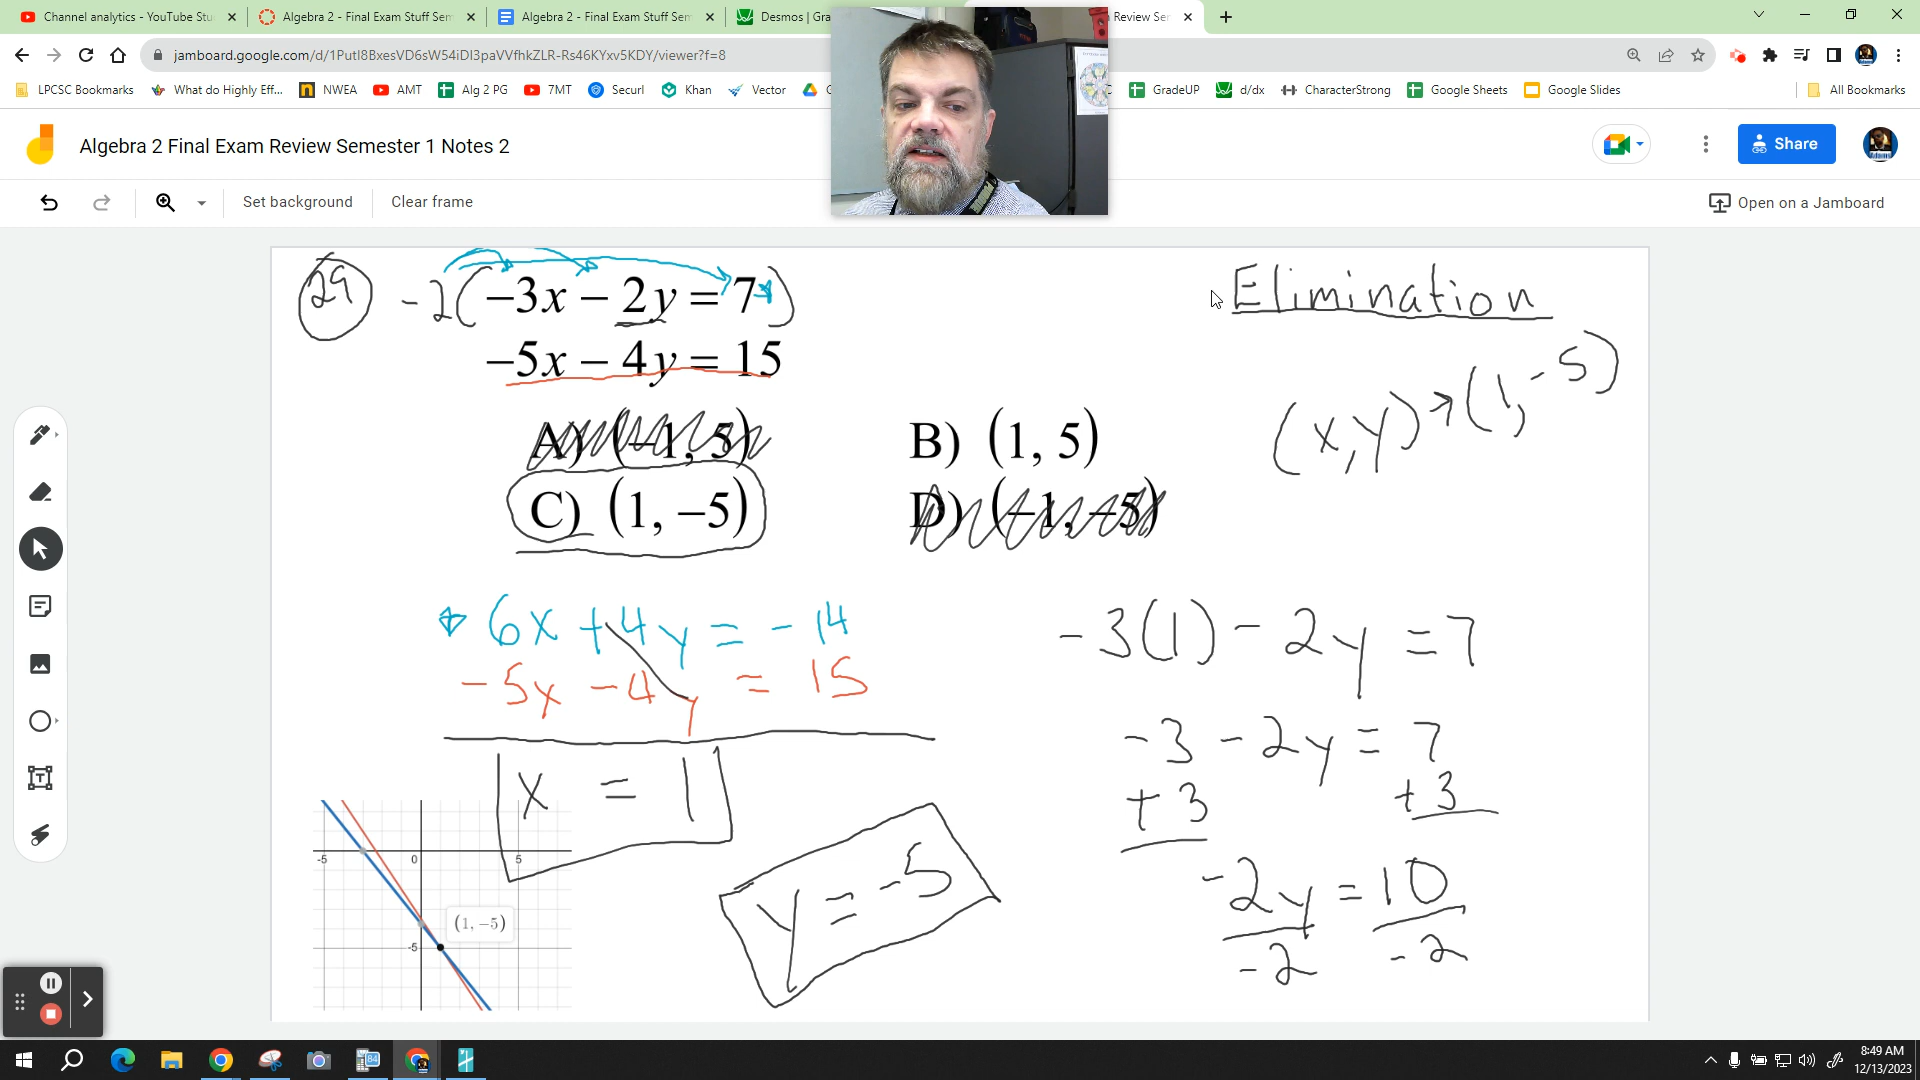 Channel analytics - YouTube Stu
Algebra 2 - Final Exam Stuff Sem
Algebra 2 - Final Exam Stuff Sem
Desmos | Gra
Review Ser
jamboard.google.com/d/1PutI8BxesVD6sW54iDI3paVVfhkZLR-Rs46KYxv5KDY/viewer?f=8
LPCSC Bookmarks
What do Highly Eff...
NWEA
AMT
Alg 2 PG
7MT
Securl
Khan
Vector
GradeUP
d/dx
CharacterStrong
Google Sheets
Google Slides
All Bookmarks
Algebra 2 Final Exam Review Semester 1 Notes 2
Share
Set background
Clear frame
Open on a Jamboard
29
-2(−3x − 2y = 7)
−5x − 4y = 15
Elimination
(x,y)→(1,-5)
A) (−1, 5)
B) (1, 5)
C) (1, −5)
D) (−1, −5)
+ 6x + 4y = -14
-5x - 4y = 15
x = 1
-3(1) - 2y = 7
-3 - 2y = 7
+3 +3
-2y = 10
-2 -2
y = -5
-5 0 5
(1, −5)
-5
8:49 AM
12/13/2023